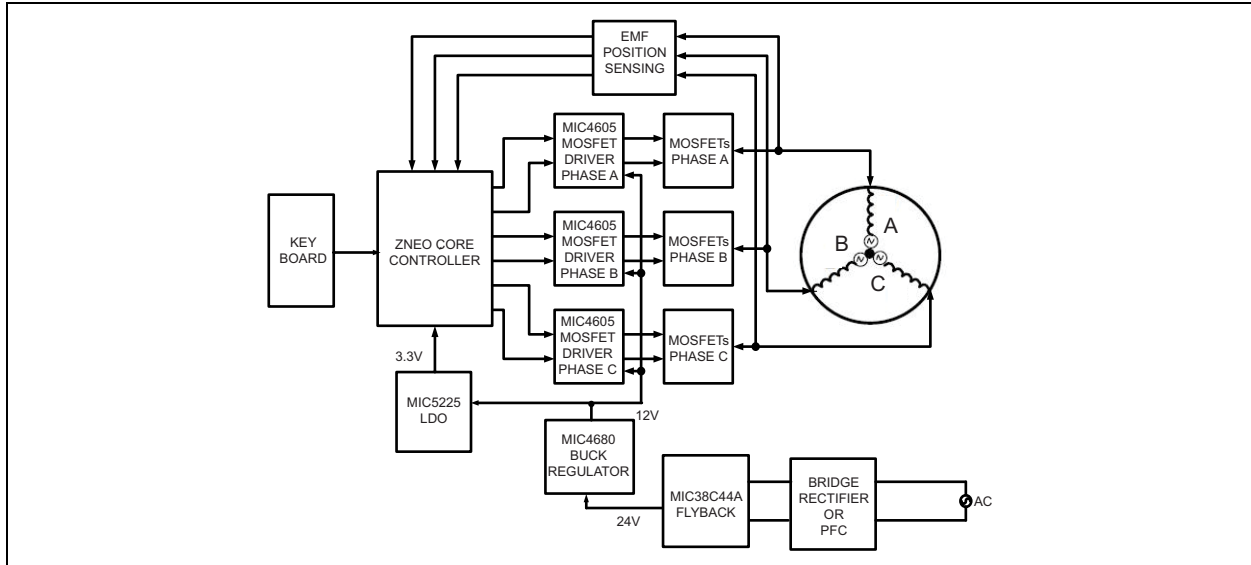 EMF
POSITION
SENSING
MIC4605
MOSFET
DRIVER
PHASE A
MOSFETs
PHASE A
KEY
BOARD
ZNEO CORE
CONTROLLER
MIC4605
MOSFET
DRIVER
PHASE B
MOSFETs
PHASE B
A
B
C
MIC4605
MOSFET
DRIVER
PHASE C
MOSFETs
PHASE C
3.3V
MIC5225
LDO
12V
MIC4680
BUCK
REGULATOR
24V
MIC38C44A
FLYBACK
BRIDGE
RECTIFIER
OR
PFC
AC